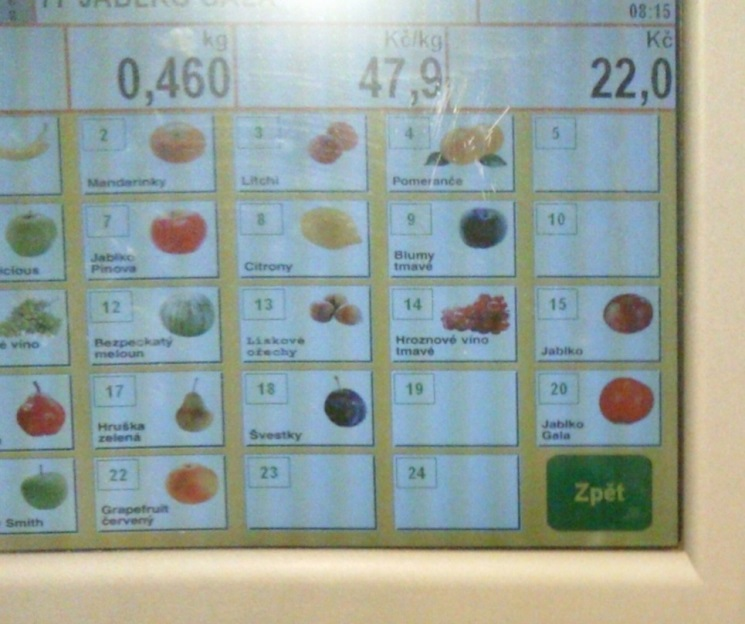 JABLKO GALA
08:15
kg
Kč/kg
Kč
0,460
47,9
22,0
2
Mandarinky
3
Litchi
4
Pomeranče
5
7
Jablko
Pinova
8
Citrony
9
Blumy
tmavé
10
12
Bezpeckatý
meloun
13
Lískové
ořechy
14
Hroznové víno
tmavé
15
Jablko
víno
17
Hruška
zelená
18
Švestky
19
20
Jablko
Gala
Smith
22
Grapefruit
červený
23
24
Zpět